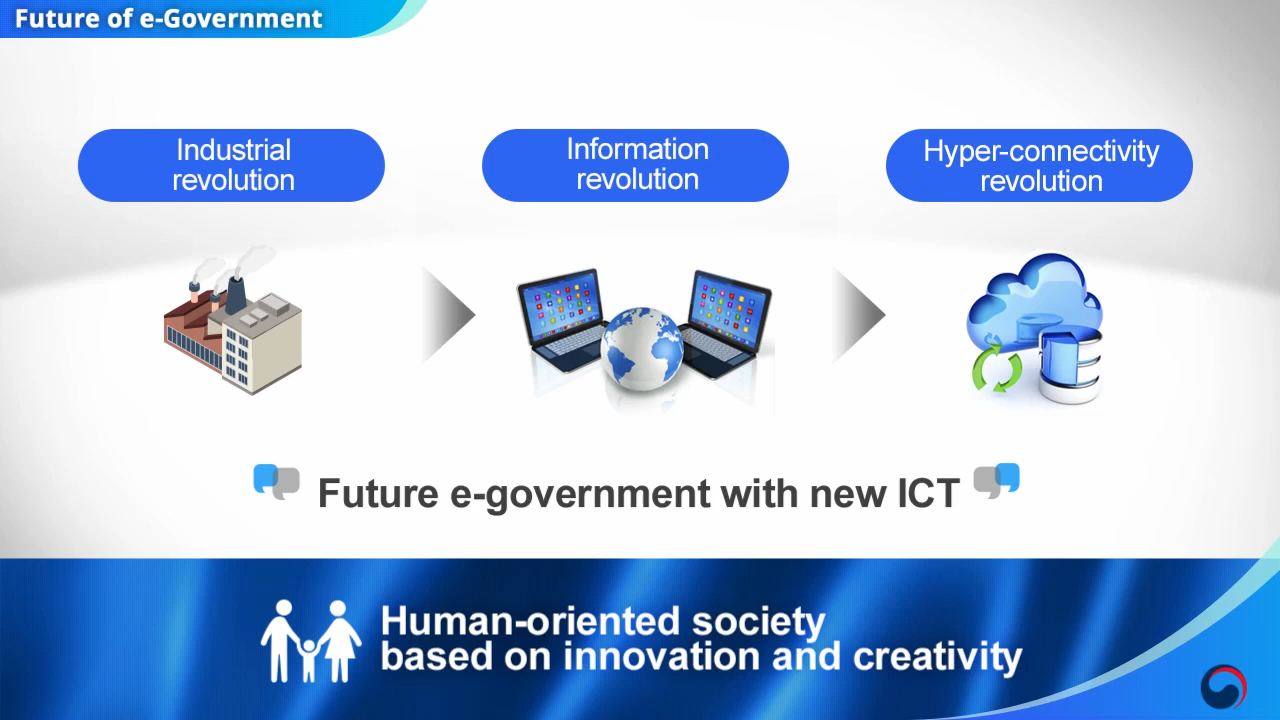 Future of e-Government
Industrial
revolution
Information
revolution
Hyper-connectivity
revolution
Future e-government with new ICT
Human-oriented society
based on innovation and creativity